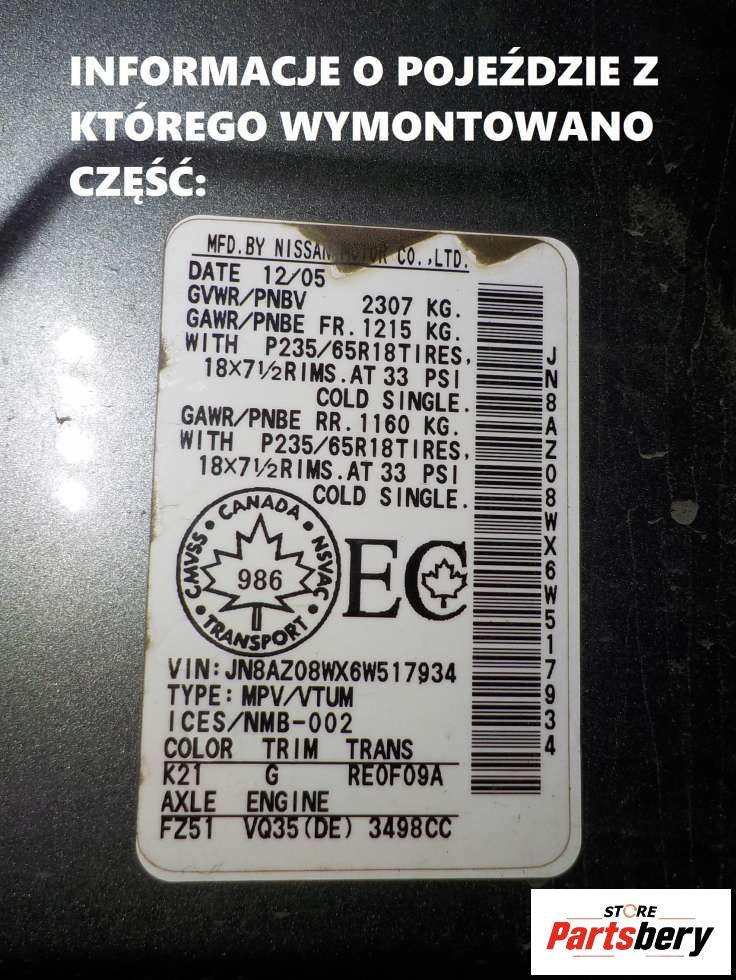 INFORMACJE O POJEŹDZIE Z
KTÓREGO WYMONTOWANO
CZĘŚĆ:
MFD.BY NISSAN MOTOR CO.,LTD.
DATE 12/05
GVWR/PNBV 2307 KG.
GAWR/PNBE FR. 1215 KG.
WITH P235/65R18TIRES,
18×7½RIMS.AT 33 PSI
COLD SINGLE.
GAWR/PNBE RR. 1160 KG.
WITH P235/65R18TIRES,
18×7½RIMS.AT 33 PSI
COLD SINGLE.
CANADA
CMVSS NSVAC
986
TRANSPORT
EC
VIN: JN8AZ08WX6W517934
TYPE: MPV/VTUM
ICES/NMB-002
COLOR TRIM TRANS
K21 G RE0F09A
AXLE ENGINE
FZ51 VQ35(DE) 3498CC
JN8AZ08WX6W517934
STORE
Partsbery